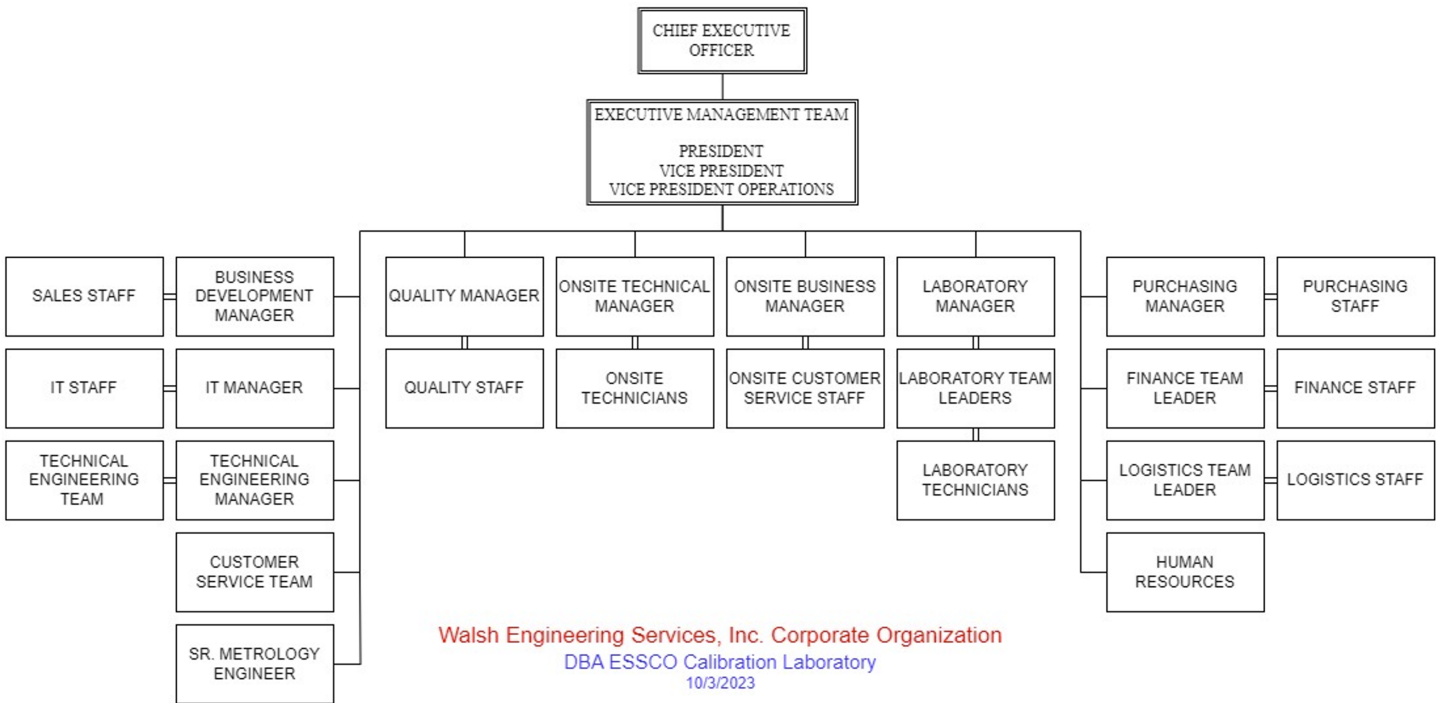 CHIEF EXECUTIVE
OFFICER
EXECUTIVE MANAGEMENT TEAM
PRESIDENT
VICE PRESIDENT
VICE PRESIDENT OPERATIONS
SALES STAFF
BUSINESS
DEVELOPMENT
MANAGER
QUALITY MANAGER
ONSITE TECHNICAL
MANAGER
ONSITE BUSINESS
MANAGER
LABORATORY
MANAGER
PURCHASING
MANAGER
PURCHASING
STAFF
IT STAFF
IT MANAGER
QUALITY STAFF
ONSITE
TECHNICIANS
ONSITE CUSTOMER
SERVICE STAFF
LABORATORY TEAM
LEADERS
FINANCE TEAM
LEADER
FINANCE STAFF
TECHNICAL
ENGINEERING
TEAM
TECHNICAL
ENGINEERING
MANAGER
LABORATORY
TECHNICIANS
LOGISTICS TEAM
LEADER
LOGISTICS STAFF
CUSTOMER
SERVICE TEAM
HUMAN
RESOURCES
SR. METROLOGY
ENGINEER
Walsh Engineering Services, Inc. Corporate Organization
DBA ESSCO Calibration Laboratory
10/3/2023